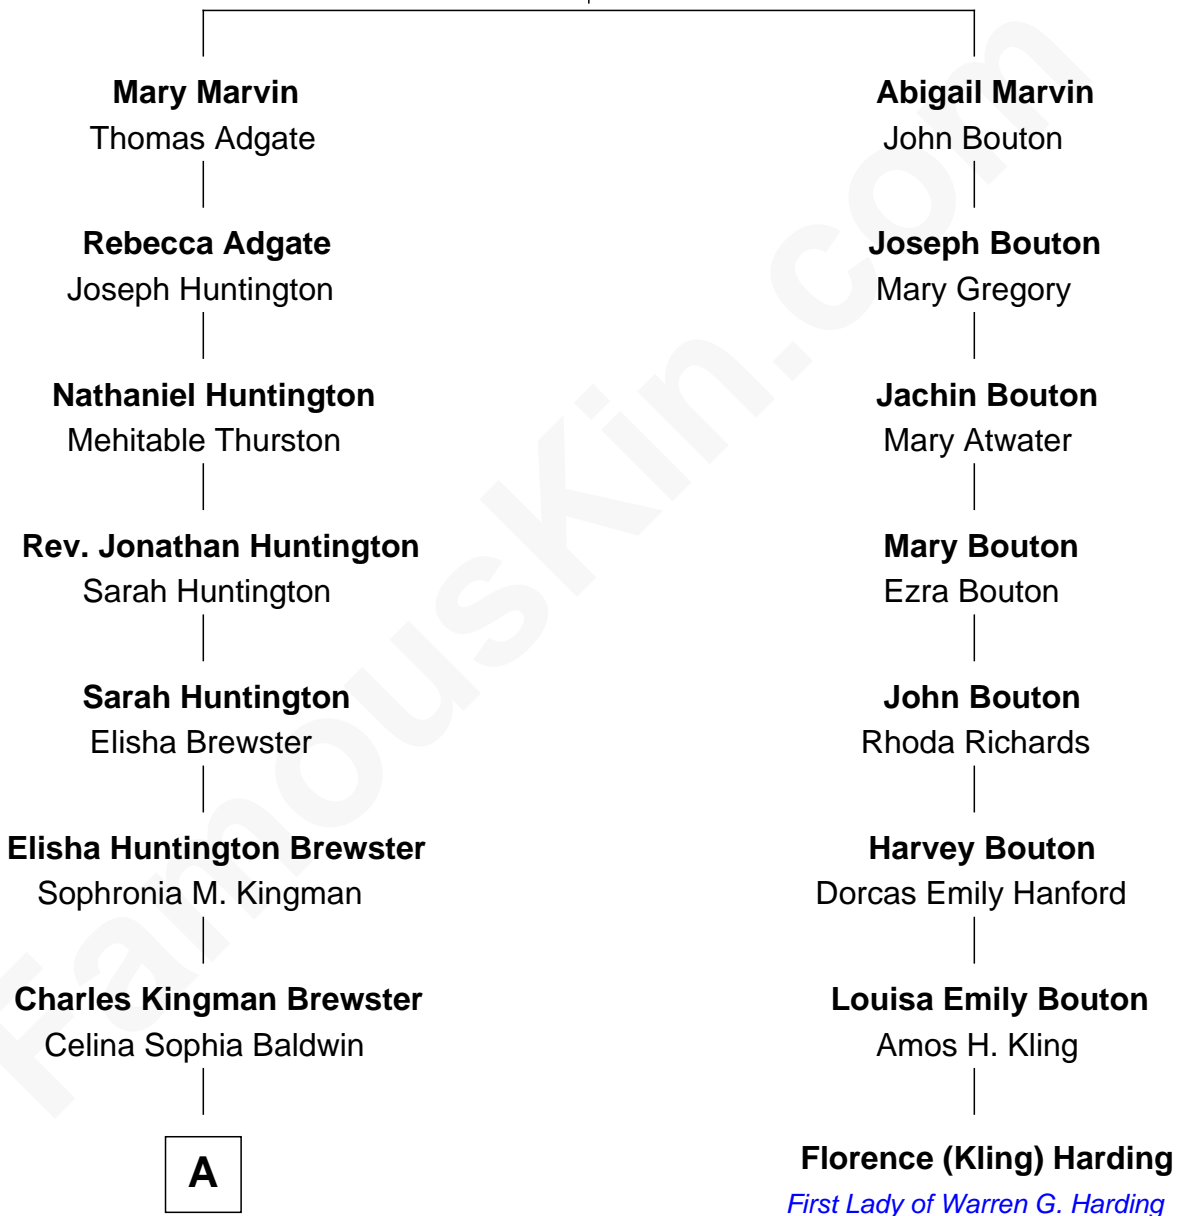 Mary Marvin
Thomas Adgate
Rebecca Adgate
Joseph Huntington
Nathaniel Huntington
Mehitable Thurston
Rev. Jonathan Huntington
Sarah Huntington
Sarah Huntington
Elisha Brewster
Elisha Huntington Brewster
Sophronia M. Kingman
Charles Kingman Brewster
Celina Sophia Baldwin
A
Abigail Marvin
John Bouton
Joseph Bouton
Mary Gregory
Jachin Bouton
Mary Atwater
Mary Bouton
Ezra Bouton
John Bouton
Rhoda Richards
Harvey Bouton
Dorcas Emily Hanford
Louisa Emily Bouton
Amos H. Kling
Florence (Kling) Harding
First Lady of Warren G. Harding
FamousKin.com